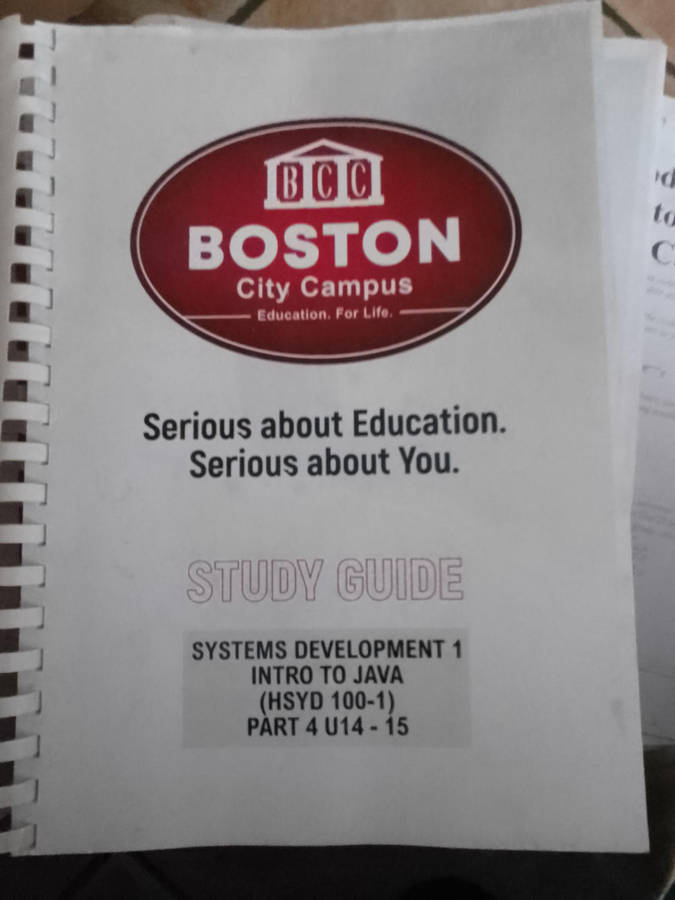 BCC
BOSTON
City Campus
Education. For Life.
Serious about Education.
Serious about You.
STUDY GUIDE
SYSTEMS DEVELOPMENT 1
INTRO TO JAVA
(HSYD 100-1)
PART 4 U14 - 15